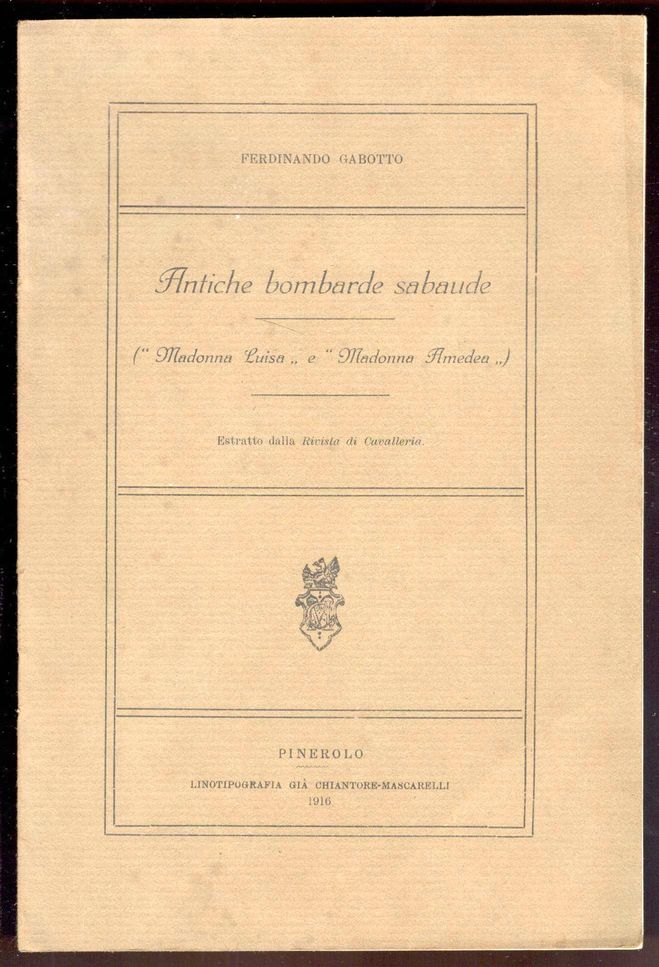 FERDINANDO GABOTTO
Antiche bombarde sabaude
(“ Madonna Luisa „ e “ Madonna Amedea „)
Estratto dalla Rivista di Cavalleria.
PINEROLO
LINOTIPOGRAFIA GIÀ CHIANTORE-MASCARELLI
1916